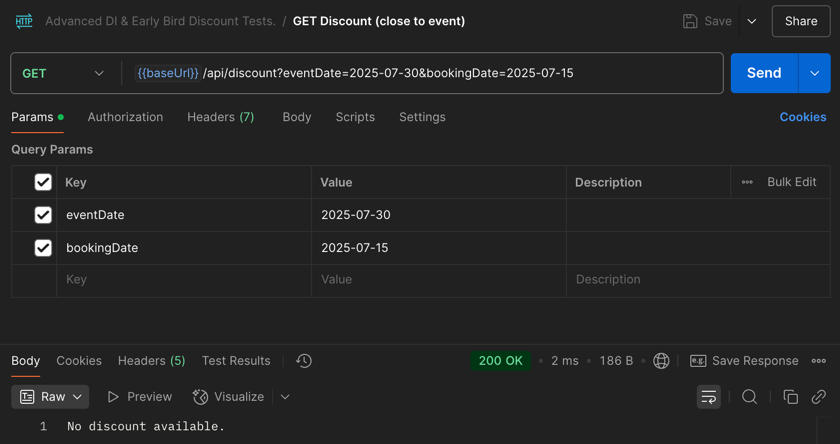 HTTP Advanced DI & Early Bird Discount Tests. / GET Discount (close to event) Save Share
GET {{baseUrl}} /api/discount?eventDate=2025-07-30&bookingDate=2025-07-15 Send
Params Authorization Headers (7) Body Scripts Settings Cookies
Query Params
Key Value Description ••• Bulk Edit
eventDate 2025-07-30
bookingDate 2025-07-15
Key Value Description
Body Cookies Headers (5) Test Results 200 OK • 2 ms • 186 B • e.g. Save Response •••
Raw Preview Visualize
1 No discount available.